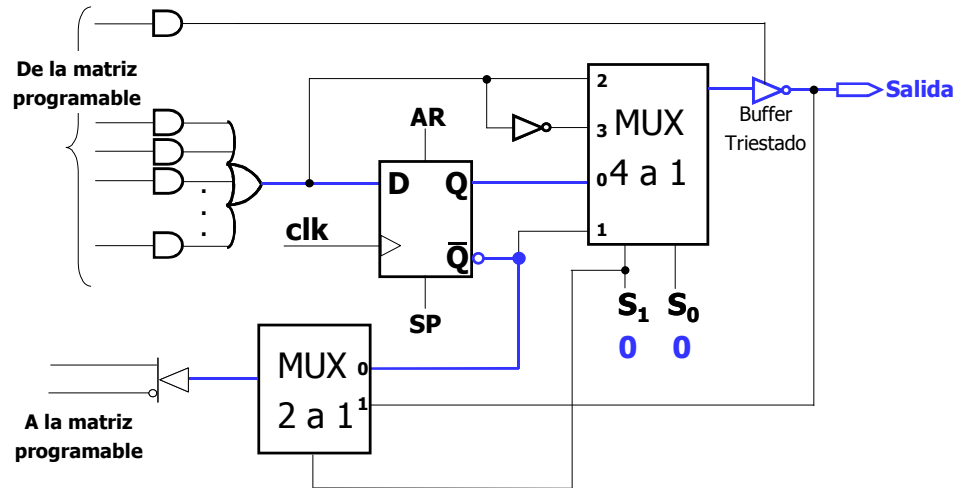 De la matriz
programable
AR
D
Q
clk
Q̅
SP
2
3
0
1
MUX
4 a 1
Buffer
Triestado
Salida
S₁
S₀
0
0
MUX
2 a 1
0
1
A la matriz
programable